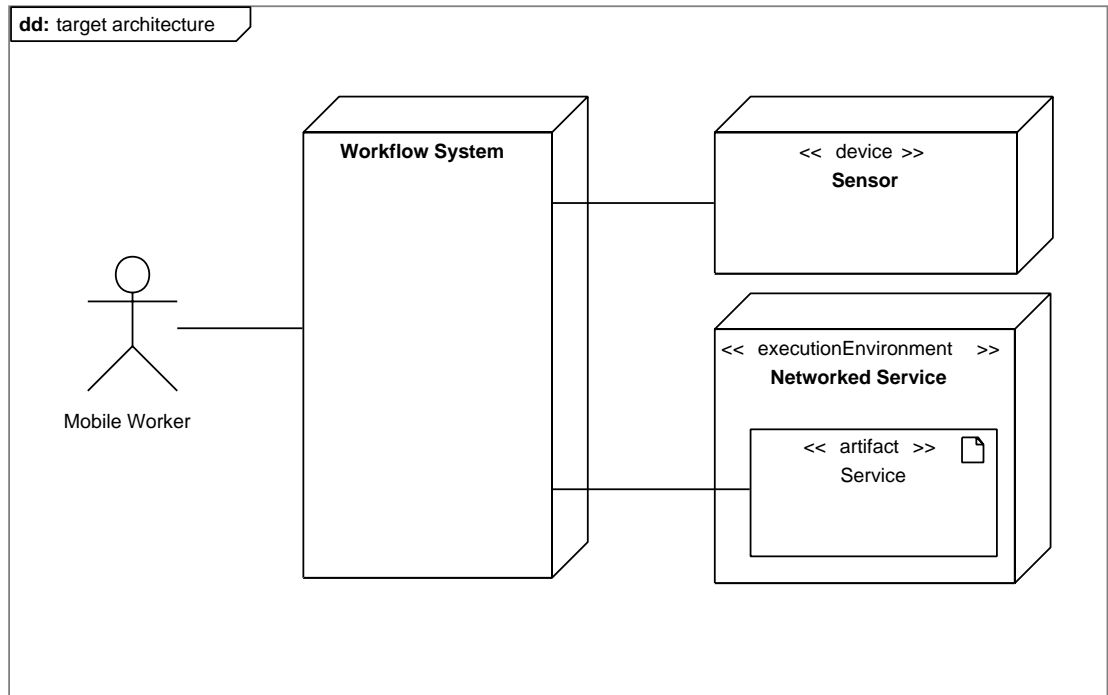 dd: target architecture
Workflow System
<< device >>
Sensor
<< executionEnvironment >>
Networked Service
<< artifact >>
Service
Mobile Worker